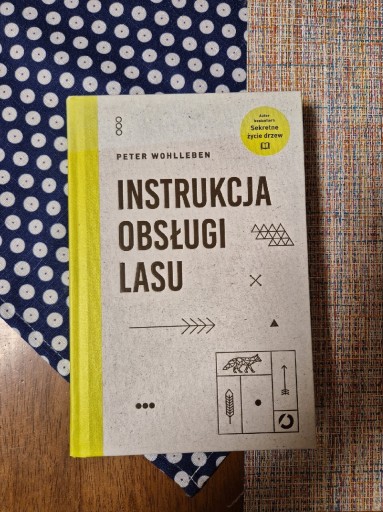 Autor
bestsellera
Sekretne
życie drzew
PETER WOHLLEBEN
INSTRUKCJA
OBSŁUGI
LASU